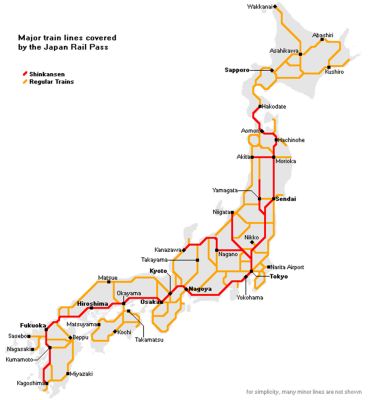 Major train lines covered
by the Japan Rail Pass
Shinkansen
Regular Trains
Wakkanai
Abashiri
Asahikawa
Sapporo
Kushiro
Hakodate
Aomori
Hachinohe
Akita
Morioka
Yamagata
Sendai
Niigata
Nikko
Kanazawa
Takayama
Nagano
Narita Airport
Kyoto
Tokyo
Matsue
Okayama
Nagoya
Yokohama
Hiroshima
Osaka
Fukuoka
Matsuyama
Sasebo
Beppu
Kochi
Takamatsu
Nagasaki
Kumamoto
Miyazaki
Kagoshima
for simplicity, many minor lines are not shown